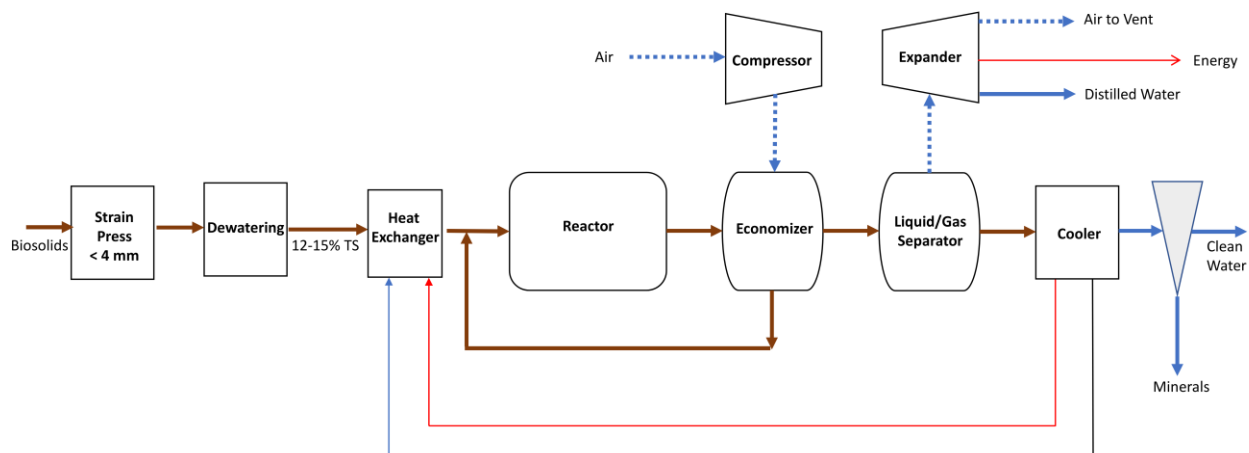 Air to Vent
Air
Compressor
Expander
Energy
Distilled Water
Biosolids
Strain
Press
< 4 mm
Dewatering
12-15% TS
Heat
Exchanger
Reactor
Economizer
Liquid/Gas
Separator
Cooler
Clean
Water
Minerals